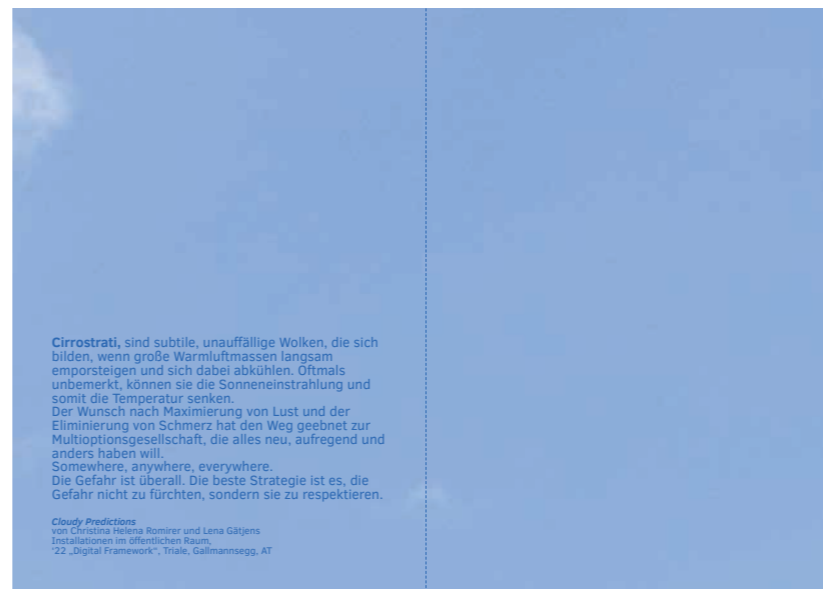 Cirrostrati, sind subtile, unauffällige Wolken, die sich
bilden, wenn große Warmluftmassen langsam
emporsteigen und sich dabei abkühlen. Oftmals
unbemerkt, können sie die Sonneneinstrahlung und
somit die Temperatur senken.
Der Wunsch nach Maximierung von Lust und der
Eliminierung von Schmerz hat den Weg geebnet zur
Multioptionsgesellschaft, die alles neu, aufregend und
anders haben will.
Somewhere, anywhere, everywhere.
Die Gefahr ist überall. Die beste Strategie ist es, die
Gefahr nicht zu fürchten, sondern sie zu respektieren.
Cloudy Predictions
von Christina Helena Romirer und Lena Gätjens
Installationen im öffentlichen Raum,
'22 „Digital Framework“, Triale, Gallmannsegg, AT